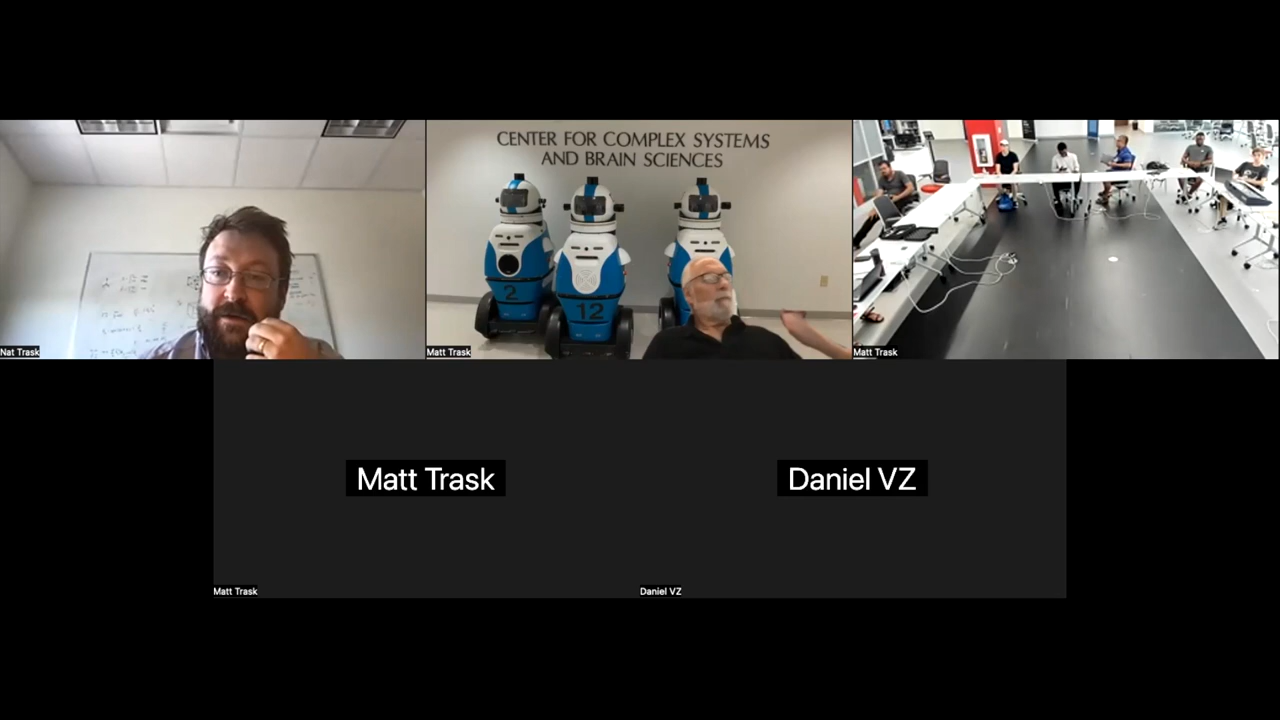 CENTER FOR COMPLEX SYSTEMS
AND BRAIN SCIENCES
2
12
Nat Trask
Matt Trask
Matt Trask
Matt Trask
Daniel VZ
Matt Trask
Daniel VZ